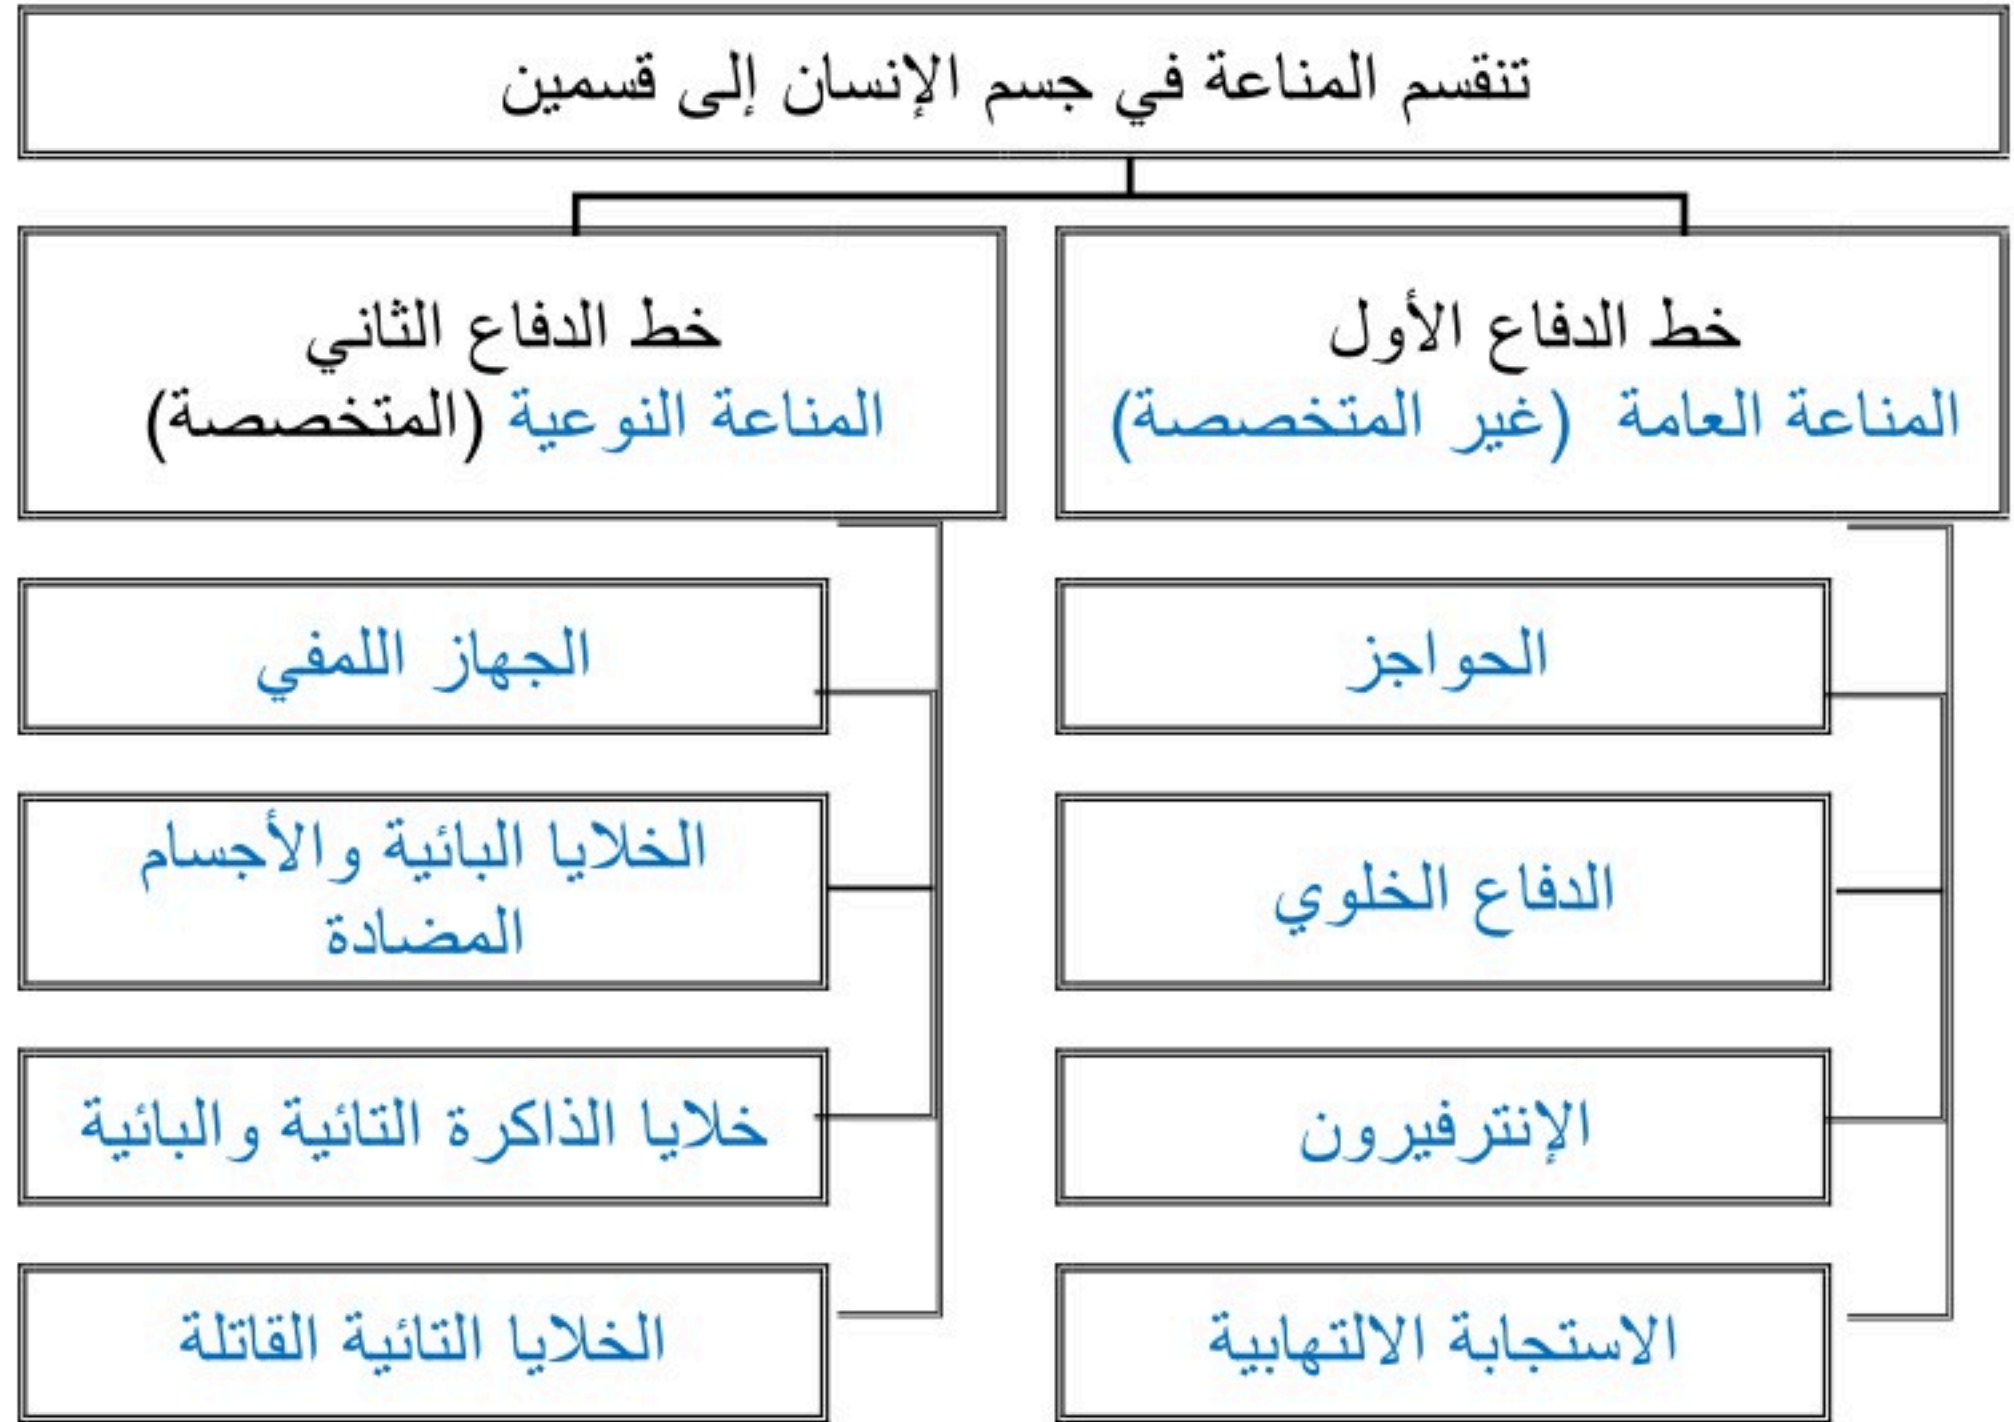 تنقسم المناعة في جسم الإنسان إلى قسمين
خط الدفاع الأول
المناعة العامة (غير المتخصصة)
الحواجز
الدفاع الخلوي
الإنترفيرون
الاستجابة الالتهابية
خط الدفاع الثاني
المناعة النوعية (المتخصصة)
الجهاز اللمفي
الخلايا البائية والأجسام
المضادة
خلايا الذاكرة التائية والبائية
الخلايا التائية القاتلة